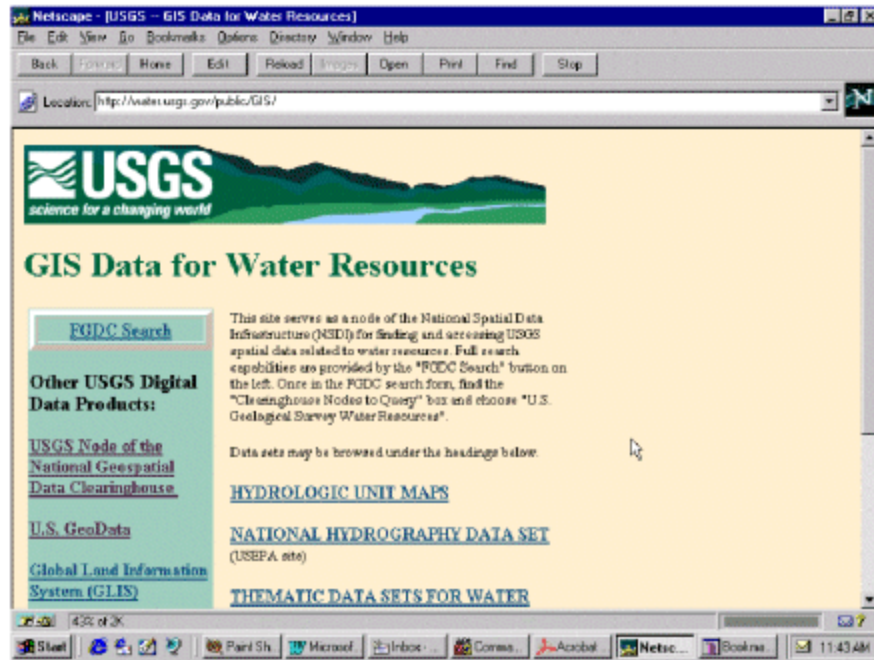 Netscape - [USGS -- GIS Data for Water Resources]
File Edit View Go Bookmarks Options Directory Window Help
Back Forward Home Edit Reload Images Open Print Find Stop
Location: http://water.usgs.gov/public/GIS/
N
USGS
science for a changing world
GIS Data for Water Resources
FGDC Search
Other USGS Digital
Data Products:
USGS Node of the
National Geospatial
Data Clearinghouse
U.S. GeoData
Global Land Information
System (GLIS)
This site serves as a node of the National Spatial Data
Infrastructure (NSDI) for finding and accessing USGS
spatial data related to water resources. Full search
capabilities are provided by the "FGDC Search" button on
the left. Once in the FGDC search form, find the
"Clearinghouse Nodes to Query" box and choose "U.S.
Geological Survey Water Resources".
Data sets may be browsed under the headings below.
HYDROLOGIC UNIT MAPS
NATIONAL HYDROGRAPHY DATA SET
(USEPA site)
THEMATIC DATA SETS FOR WATER
43% of 2K
Start Paint Sh... Microsof... Inbox - ... Comma... Acrobat ... Netsc... Bookma... 11:43 AM